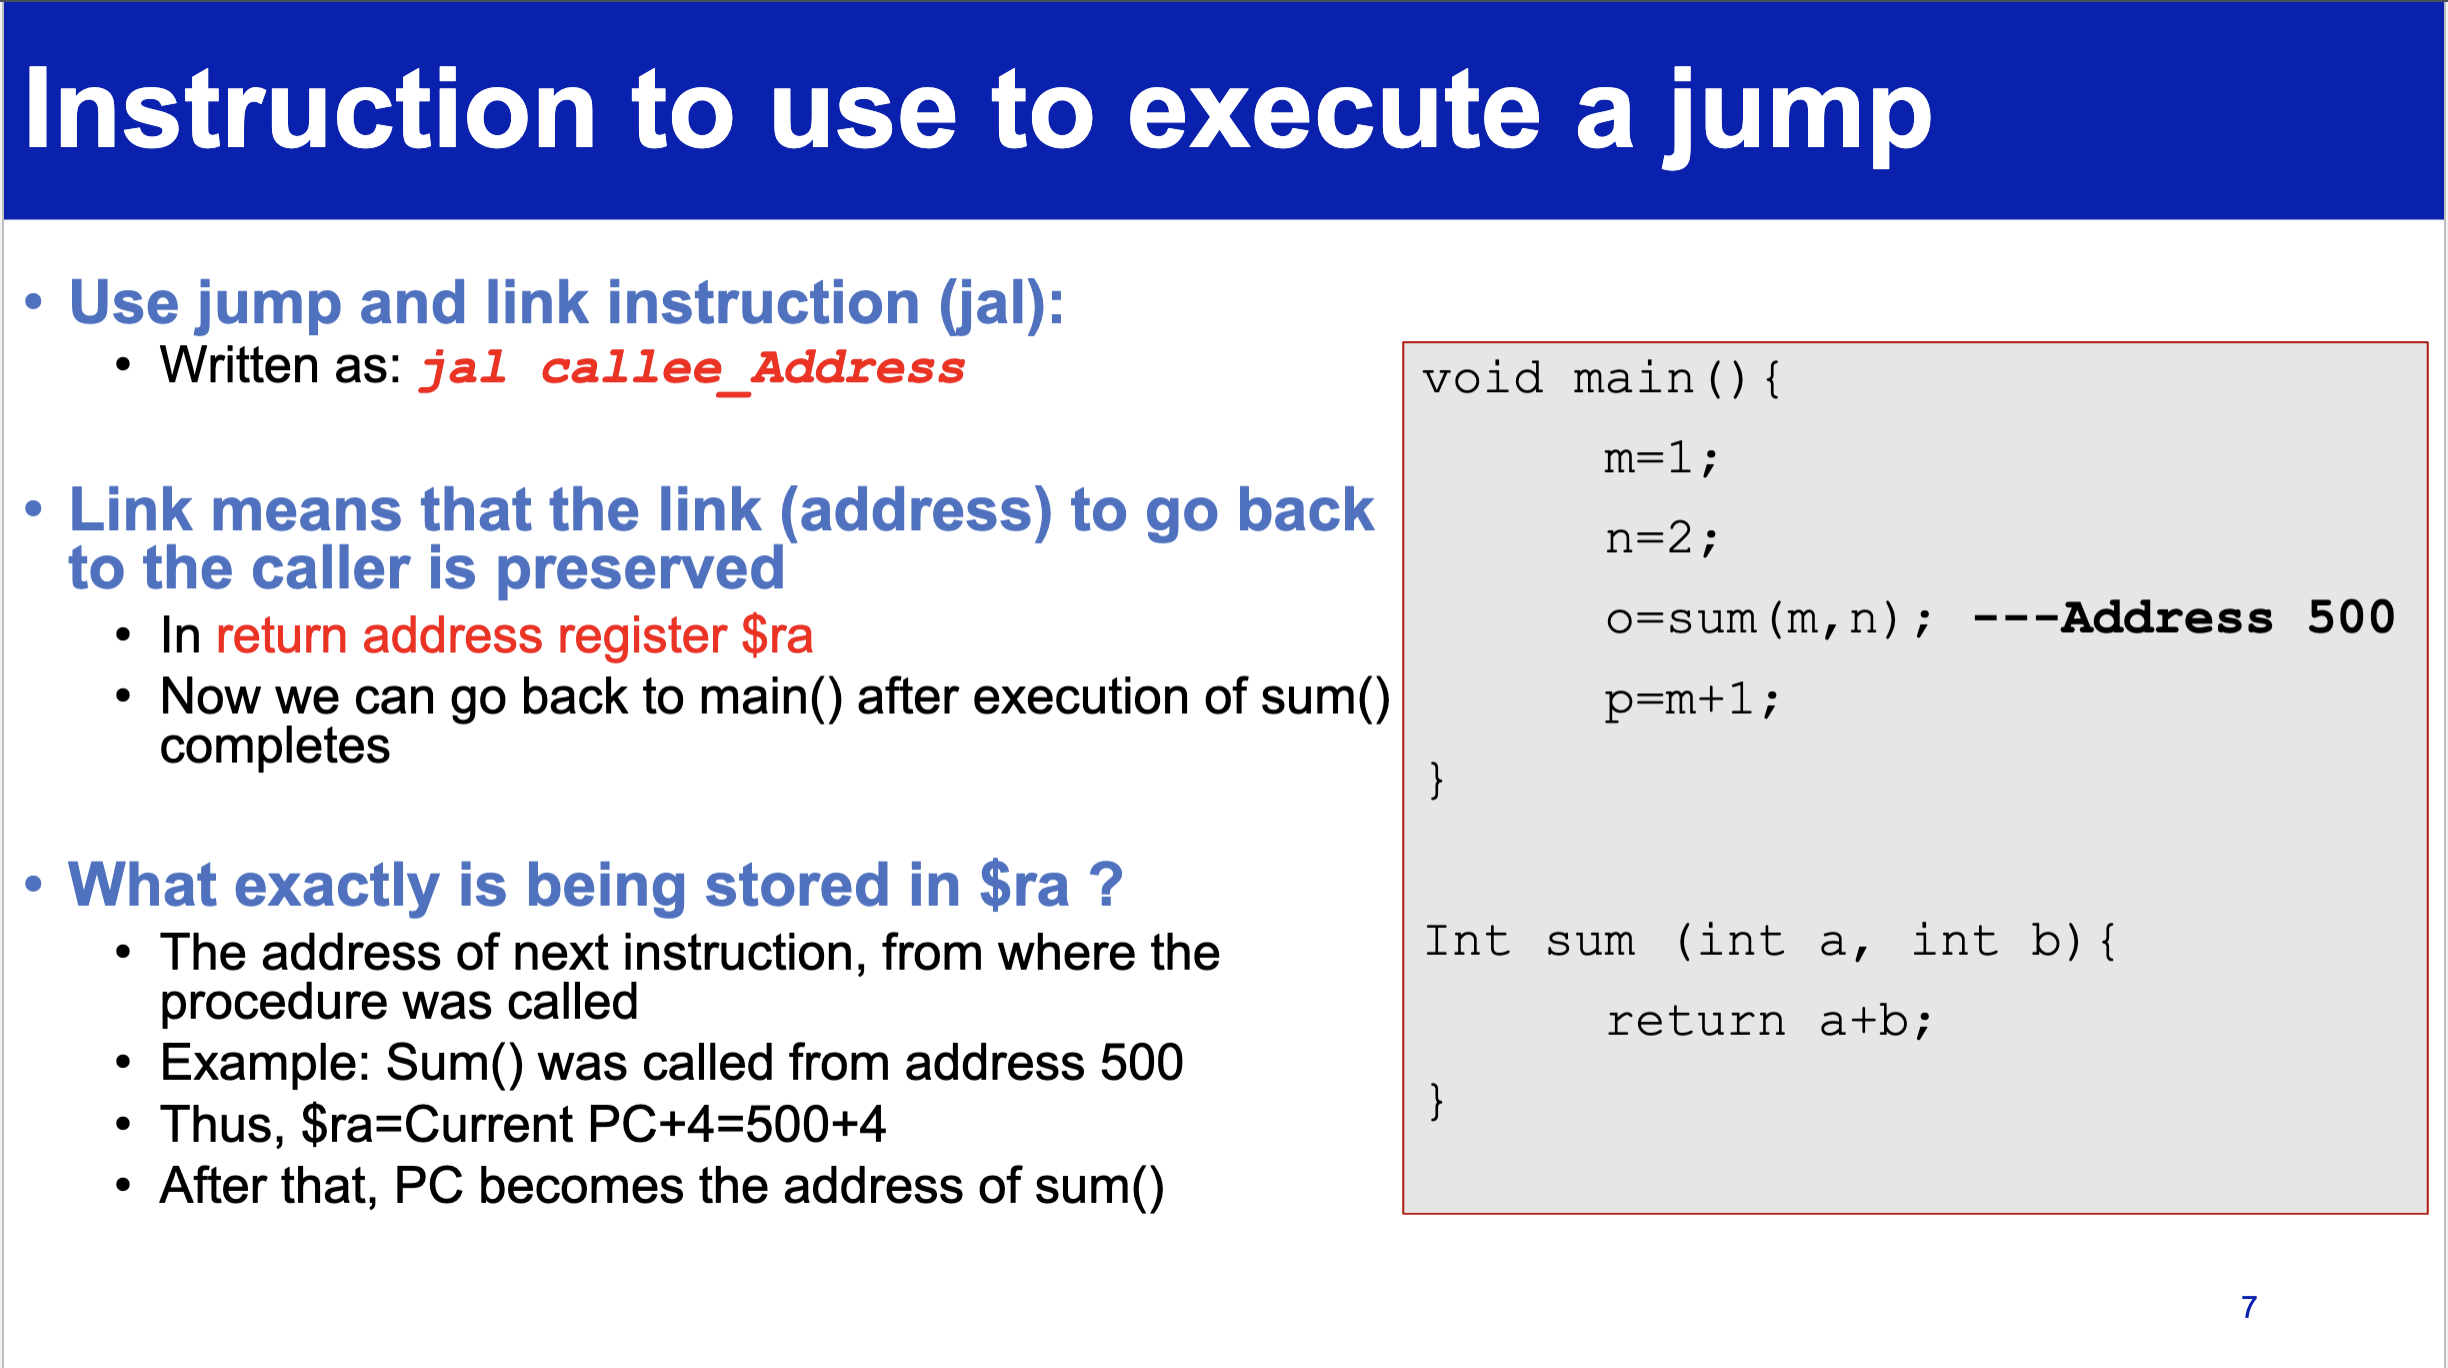 Instruction to use to execute a jump
• Use jump and link instruction (jal):
• Written as: jal callee_Address
• Link means that the link (address) to go back
to the caller is preserved
• In return address register $ra
• Now we can go back to main() after execution of sum()
completes
• What exactly is being stored in $ra ?
• The address of next instruction, from where the
procedure was called
• Example: Sum() was called from address 500
• Thus, $ra=Current PC+4=500+4
• After that, PC becomes the address of sum()
void main(){
m=1;
n=2;
o=sum(m,n); ---Address 500
p=m+1;
}
Int sum (int a, int b){
return a+b;
}
7